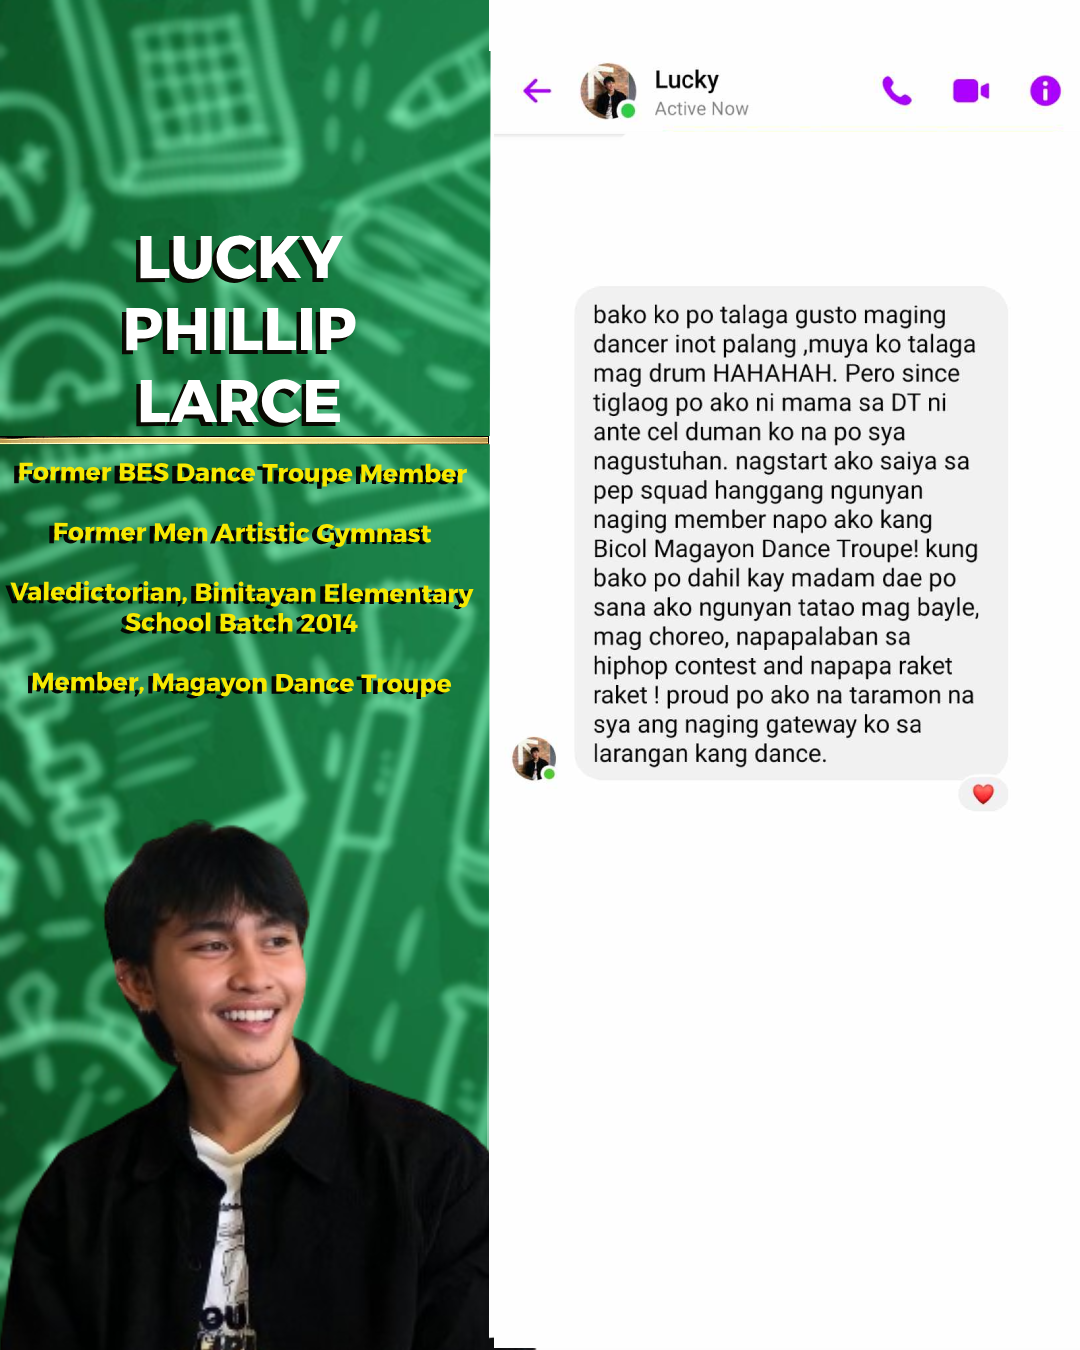 LUCKY
PHILLIP
LARCE
Former BES Dance Troupe Member
Former Men Artistic Gymnast
Valedictorian, Binitayan Elementary
School Batch 2014
Member, Magayon Dance Troupe
Lucky
Active Now
bako ko po talaga gusto maging
dancer inot palang ,muya ko talaga
mag drum HAHAHAH. Pero since
tiglaog po ako ni mama sa DT ni
ante cel duman ko na po sya
nagustuhan. nagstart ako saiya sa
pep squad hanggang ngunyan
naging member napo ako kang
Bicol Magayon Dance Troupe! kung
bako po dahil kay madam dae po
sana ako ngunyan tatao mag bayle,
mag choreo, napapalaban sa
hiphop contest and napapa raket
raket ! proud po ako na taramon na
sya ang naging gateway ko sa
larangan kang dance.